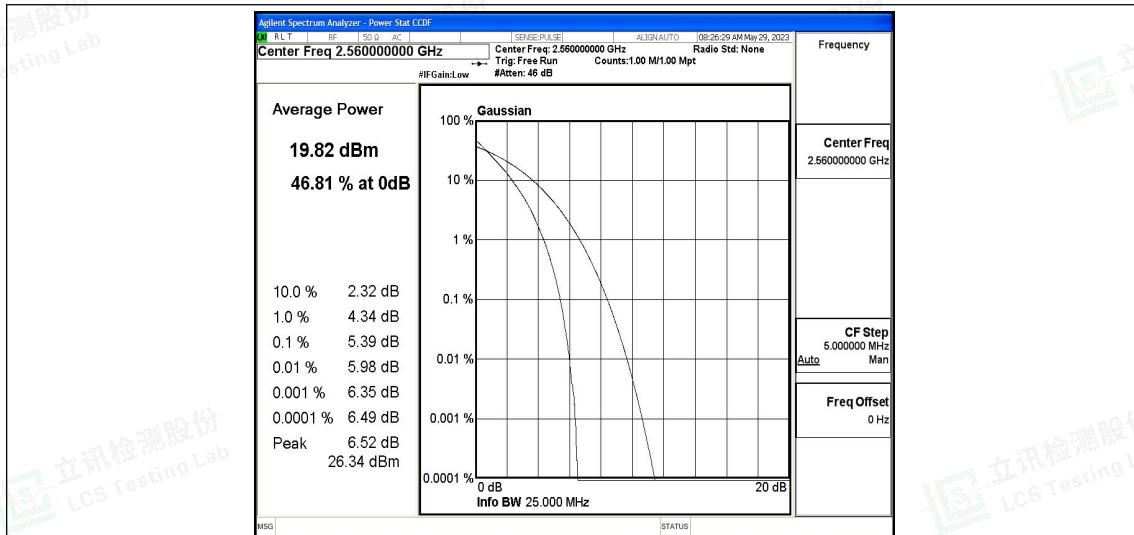 Agilent Spectrum Analyzer - Power Stat CCDF
LXI RLT RF 50 Ω AC SENSE:PULSE ALIGN AUTO 08:26:29 AM May 29, 2023
Center Freq 2.560000000 GHz
Center Freq: 2.560000000 GHz Radio Std: None
Trig: Free Run Counts:1.00 M/1.00 Mpt
#IFGain:Low #Atten: 46 dB
Frequency
Average Power
19.82 dBm
46.81 % at 0dB
10.0 % 2.32 dB
1.0 % 4.34 dB
0.1 % 5.39 dB
0.01 % 5.98 dB
0.001 % 6.35 dB
0.0001 % 6.49 dB
Peak 6.52 dB
26.34 dBm
Gaussian
100 %
10 %
1 %
0.1 %
0.01 %
0.001 %
0.0001 %
0 dB 20 dB
Info BW 25.000 MHz
Center Freq
2.560000000 GHz
CF Step
5.000000 MHz
Auto Man
Freq Offset
0 Hz
MSG STATUS
立讯检测股份
LCS Testing Lab